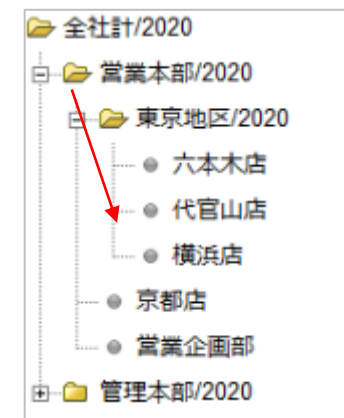 全社計/2020
営業本部/2020
東京地区/2020
六本木店
代官山店
横浜店
京都店
営業企画部
管理本部/2020